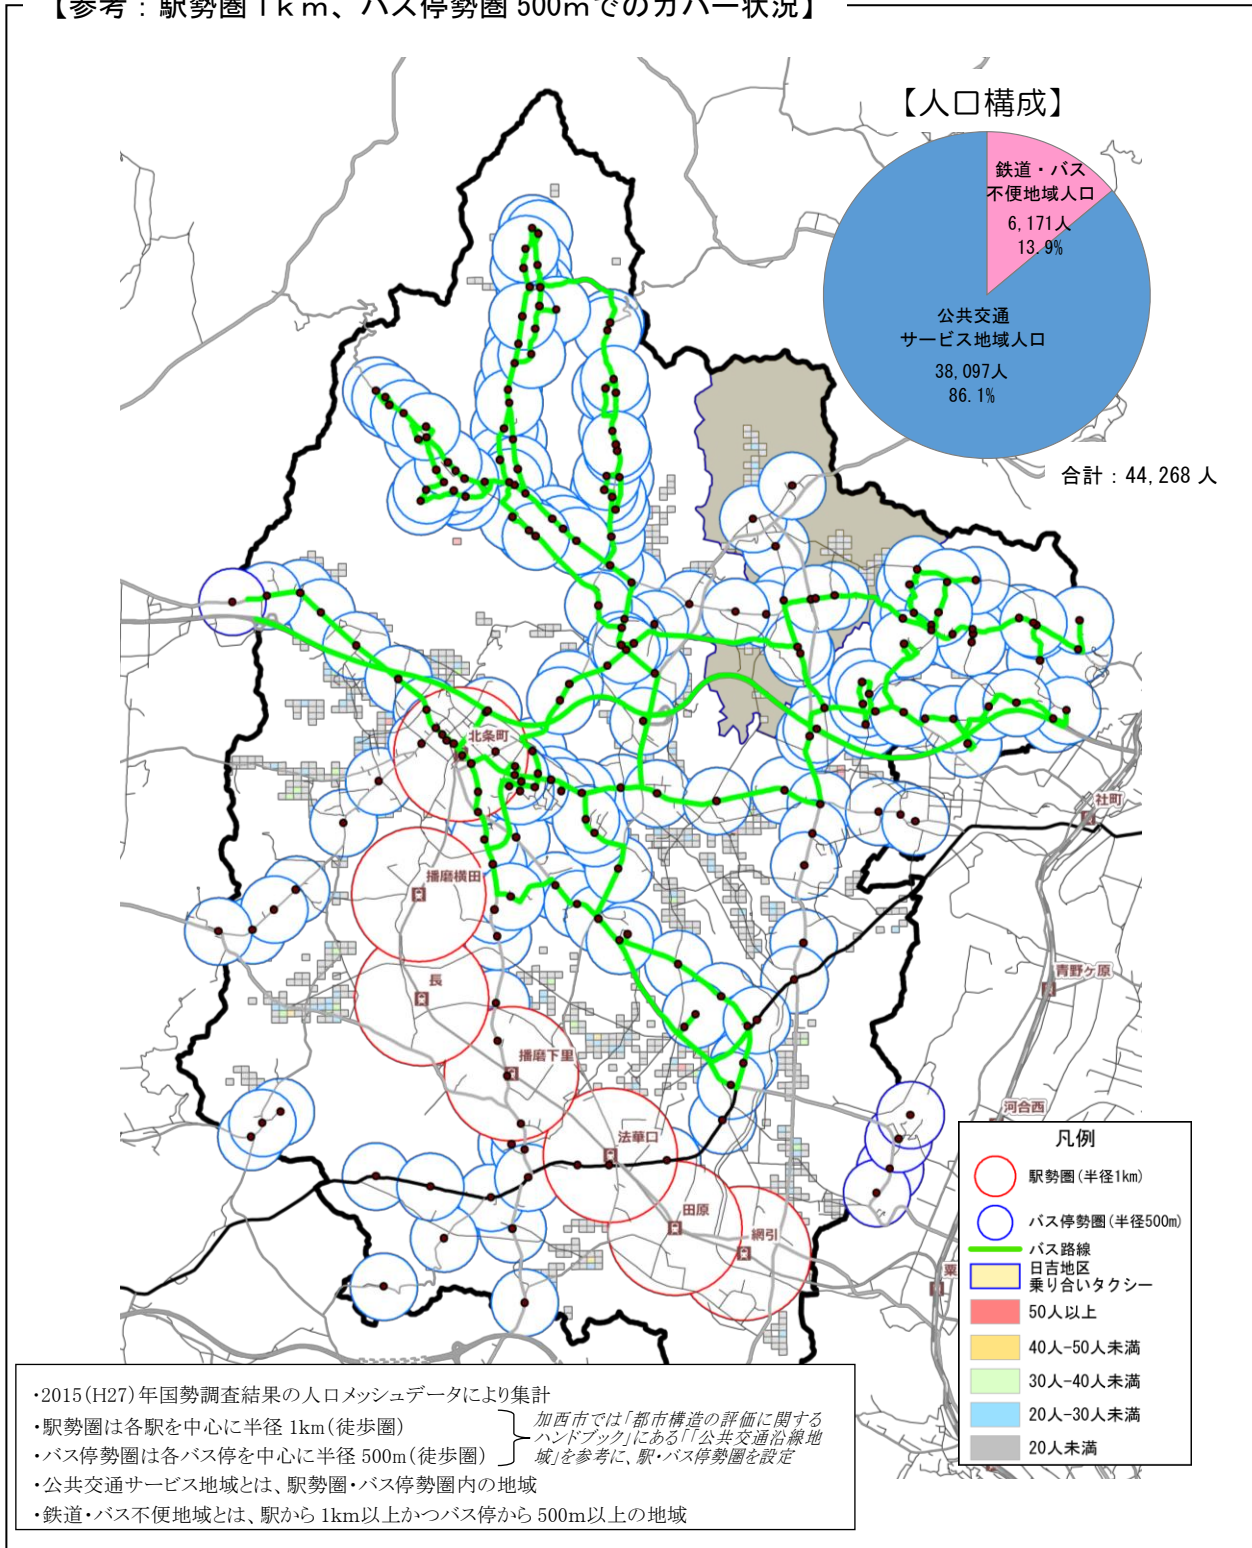 【参考：駅勢圏1km、バス停勢圏500mでのカバー状況】
【人口構成】
鉄道・バス
不便地域人口
6,171人
13.9%
公共交通
サービス地域人口
38,097人
86.1%
合計：44,268 人
北条町
社町
播磨横田
長
青野ケ原
播磨下里
河合西
法華口
田原
網引
粟
凡例
駅勢圏(半径1km)
バス停勢圏(半径500m)
バス路線
日吉地区
乗り合いタクシー
50人以上
40人-50人未満
30人-40人未満
20人-30人未満
20人未満
・2015(H27)年国勢調査結果の人口メッシュデータにより集計
・駅勢圏は各駅を中心に半径 1km(徒歩圏)
・バス停勢圏は各バス停を中心に半径 500m(徒歩圏)
加西市では「都市構造の評価に関する
ハンドブック」にある「「公共交通沿線地
域」を参考に、駅・バス停勢圏を設定
・公共交通サービス地域とは、駅勢圏・バス停勢圏内の地域
・鉄道・バス不便地域とは、駅から 1km以上かつバス停から 500m以上の地域